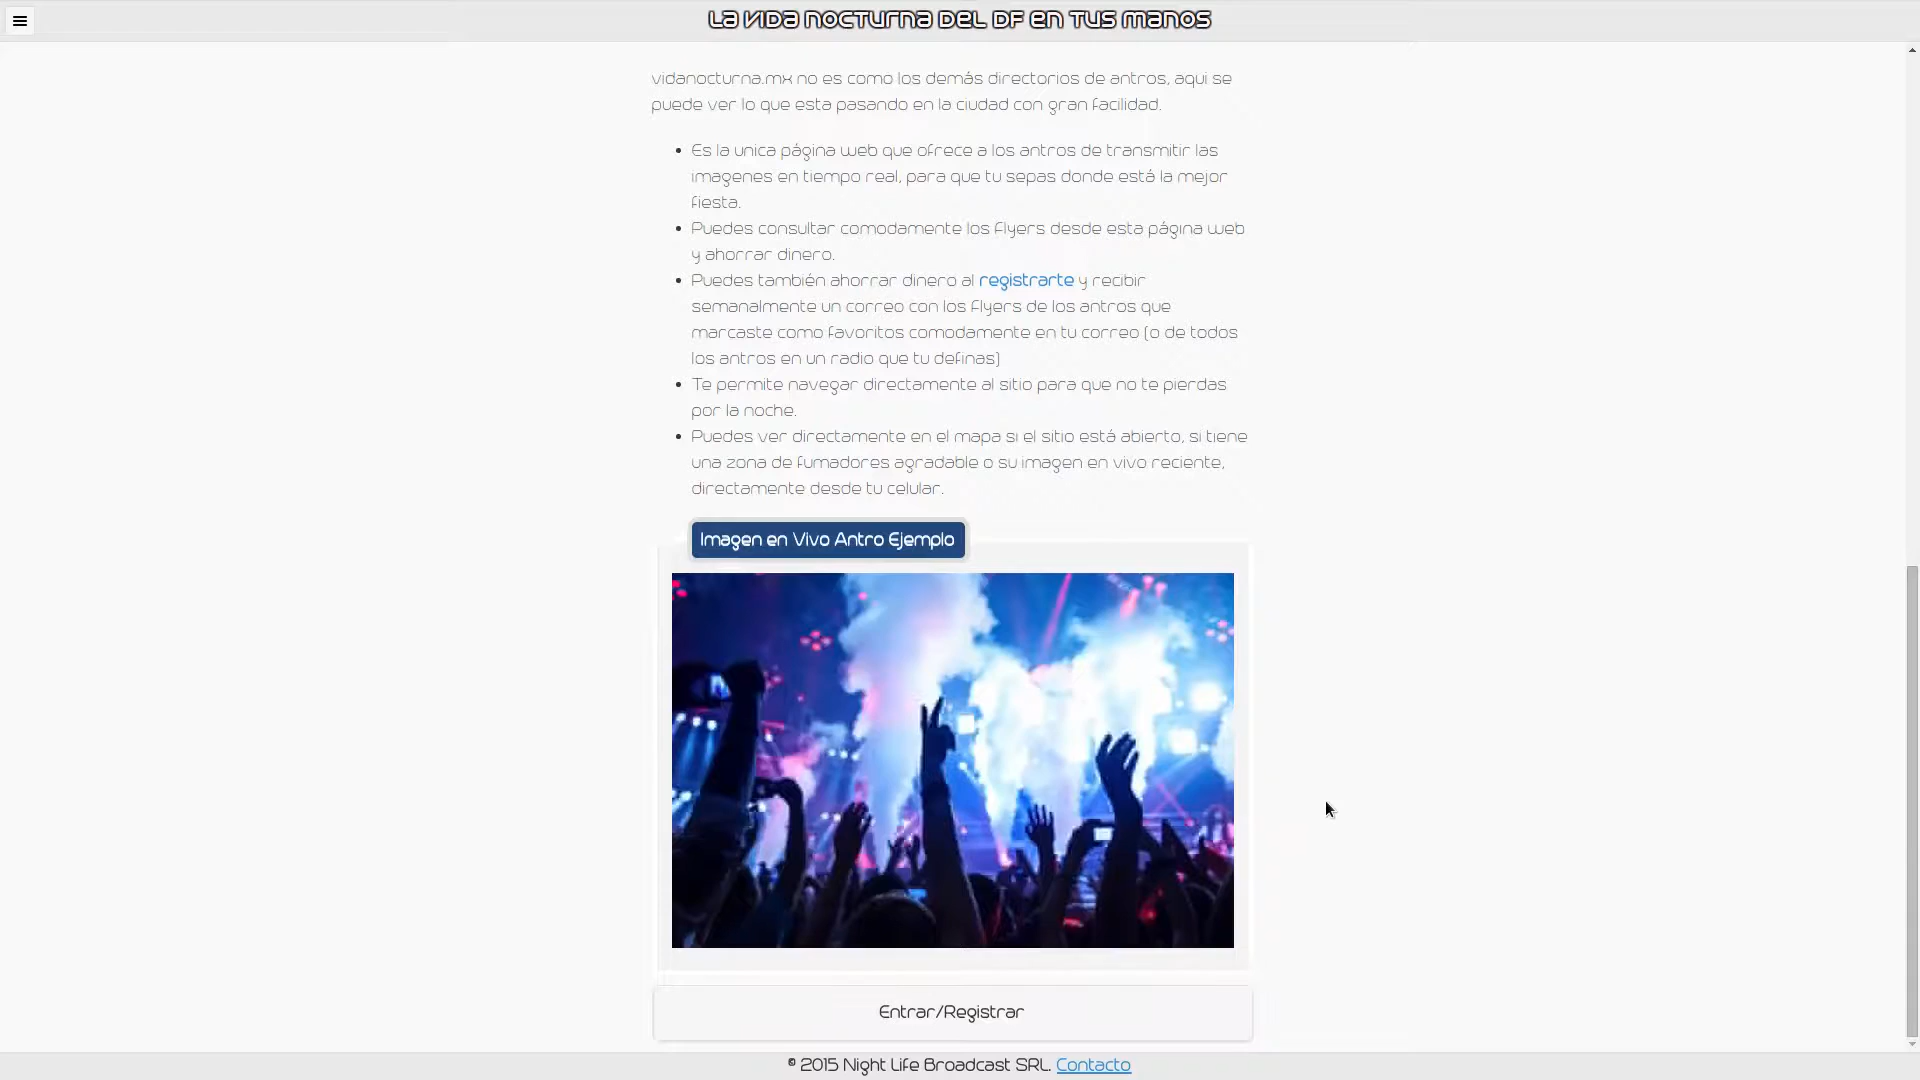 La vida nocturna del DF en tus manos
vidanocturna.mx no es como los demás directorios de antros, aqui se
puede ver lo que esta pasando en la ciudad con gran facilidad.
• Es la unica página web que ofrece a los antros de transmitir las
imagenes en tiempo real, para que tu sepas donde está la mejor
fiesta.
• Puedes consultar comodamente los flyers desde esta página web
y ahorrar dinero.
• Puedes también ahorrar dinero al registrarte y recibir
semanalmente un correo con los flyers de los antros que
marcaste como favoritos comodamente en tu correo (o de todos
los antros en un radio que tu definas)
• Te permite navegar directamente al sitio para que no te pierdas
por la noche.
• Puedes ver directamente en el mapa si el sitio está abierto, si tiene
una zona de fumadores agradable o su imagen en vivo reciente,
directamente desde tu celular.
Imagen en Vivo Antro Ejemplo
Entrar/Registrar
© 2015 Night Life Broadcast SRL. Contacto